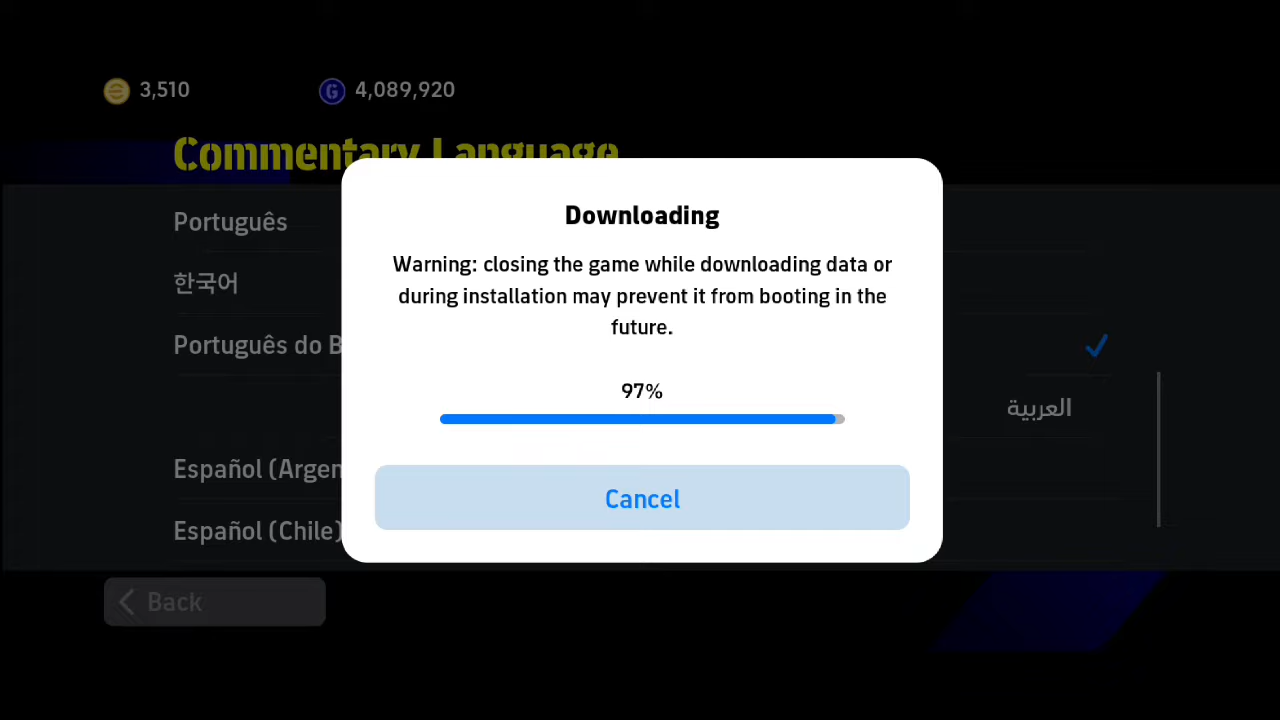 3,510
4,089,920
Commentary Language
Português
한국어
Português do B
العربية
Español (Argen
Español (Chile)
Back
Downloading
Warning: closing the game while downloading data or
during installation may prevent it from booting in the
future.
97%
Cancel